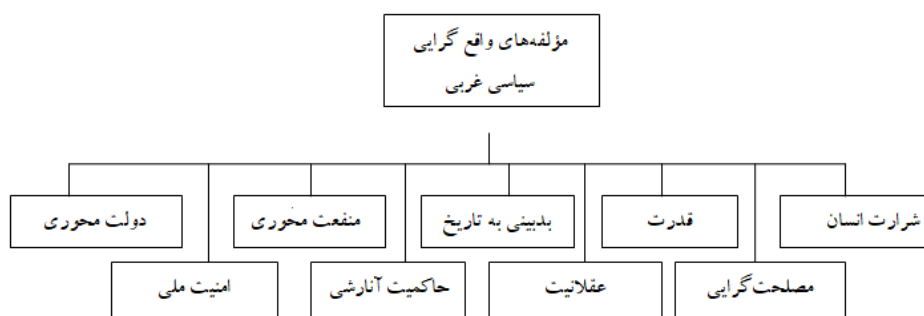 مؤلفه‌های واقع گرایی
سیاسی غربی
شرارت انسان
قدرت
بدبینی به تاریخ
منفعت محوری
دولت محوری
مصلحت‌گرایی
عقلانیت
حاکمیت آنارشی
امنیت ملی